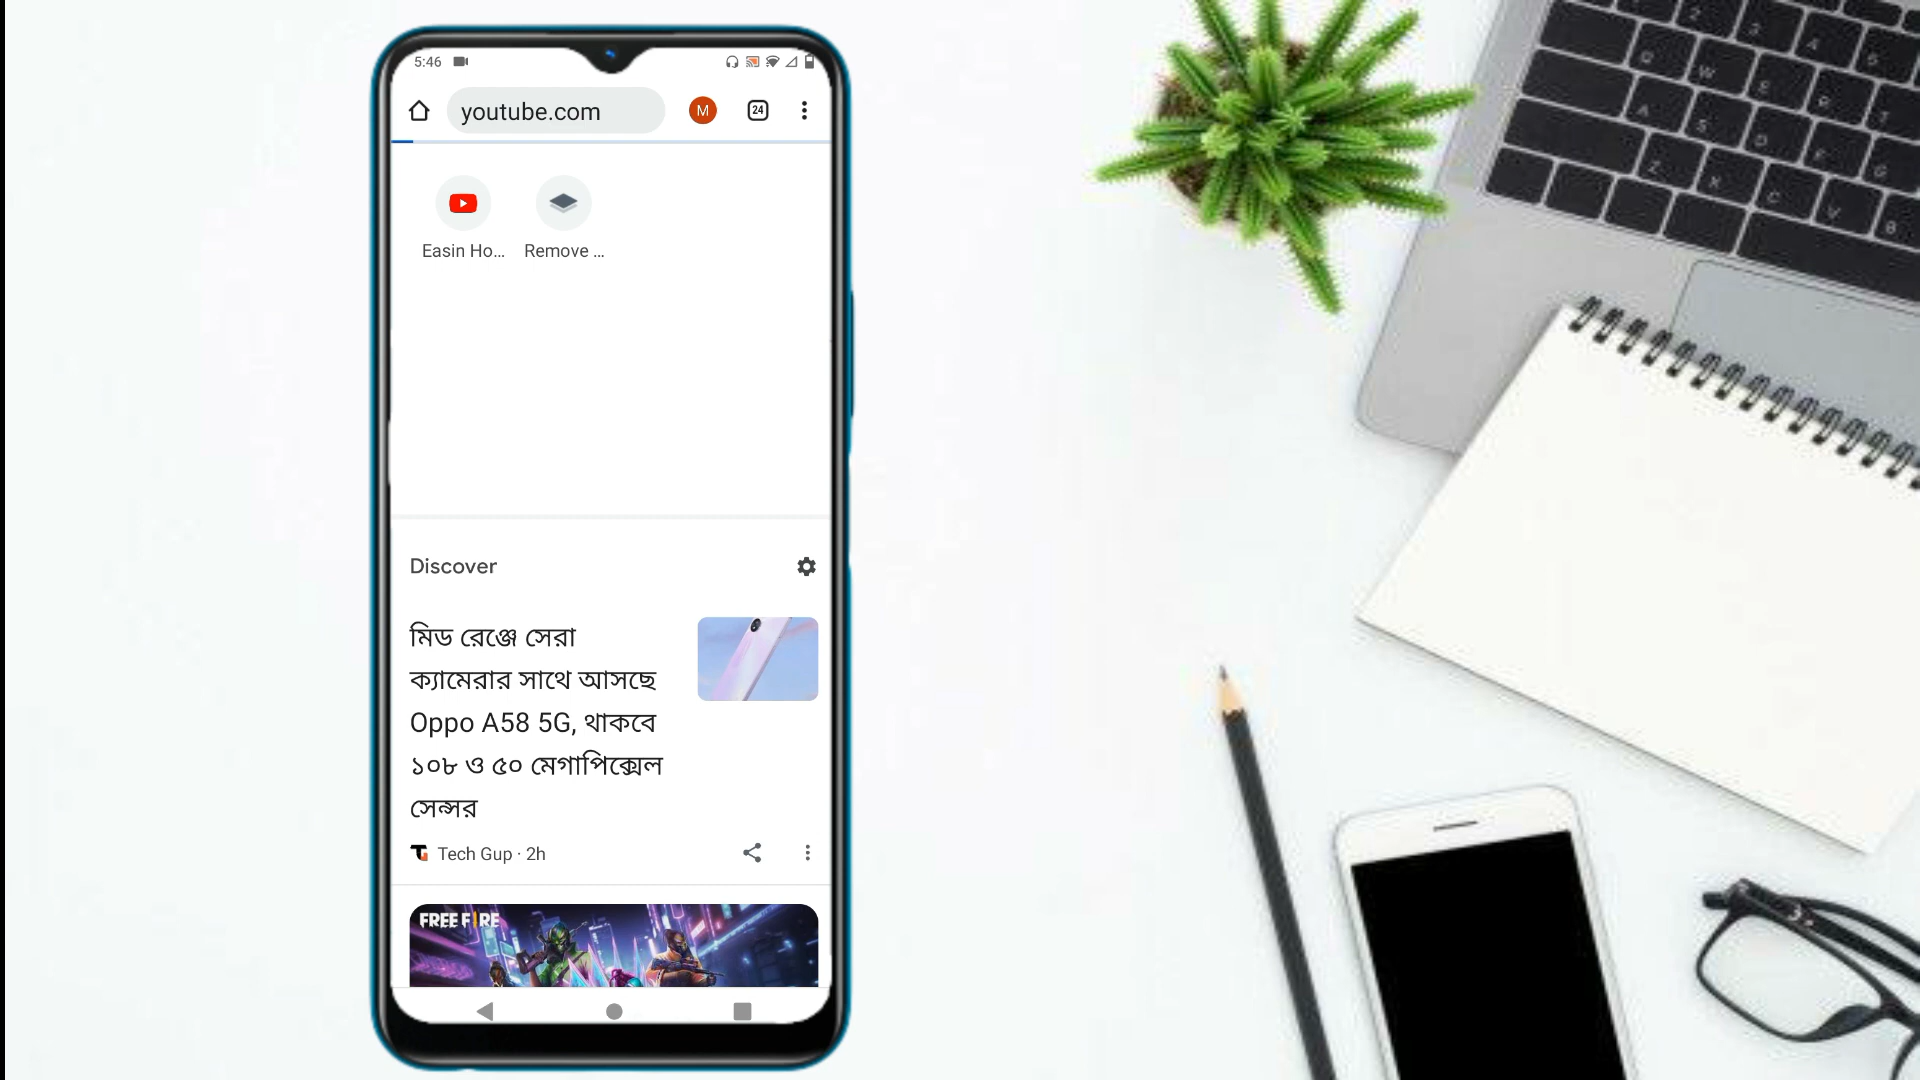 5:46
youtube.com
M
24
Easin Ho...
Remove ...
Discover
মিড রেঞ্জে সেরা
ক্যামেরার সাথে আসছে
Oppo A58 5G, থাকবে
১০৮ ও ৫০ মেগাপিক্সেল
সেন্সর
Tech Gup · 2h
FREE FIRE